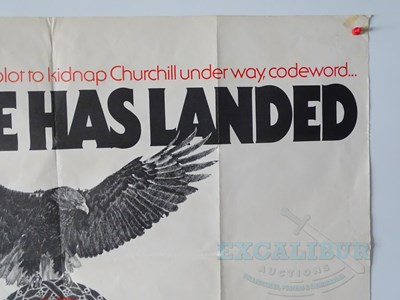 plot to kidnap Churchill under way, codeword...
E HAS LANDED
EXCALIBUR
AUCTIONS